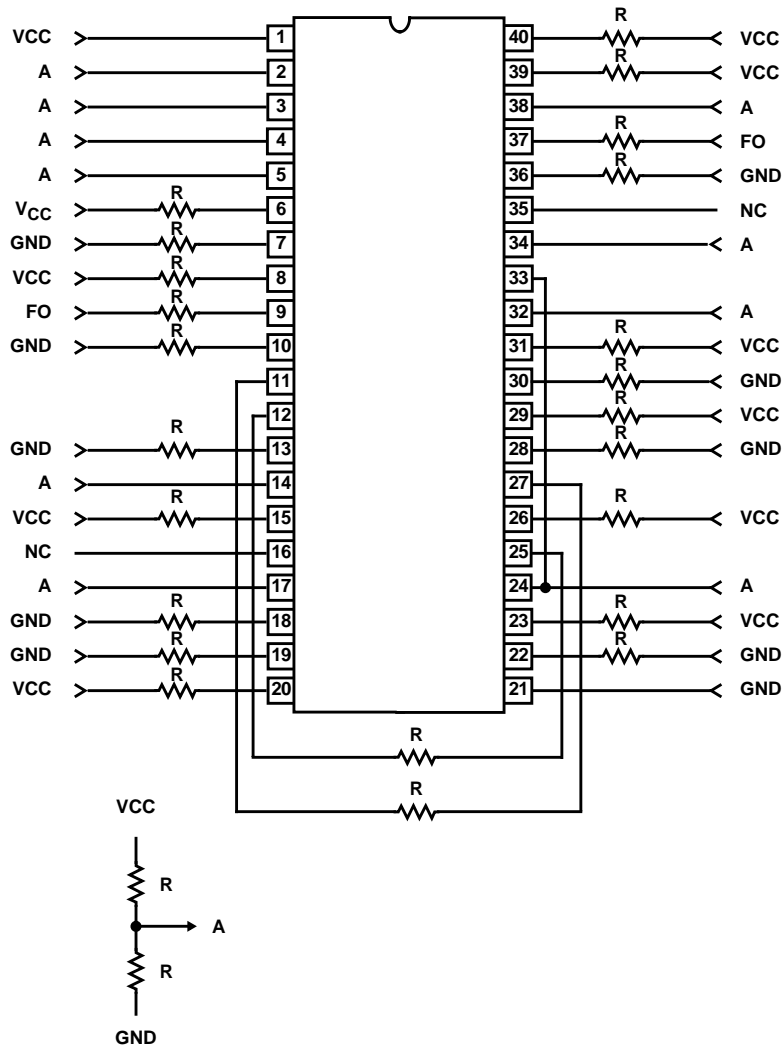 R
VCC 1 40 VCC
R
A 2 39 VCC
A 3 38 A
R
A 4 37 FO
R
A 5 36 GND
R
VCC 6 35 NC
R
GND 7 34 A
R
VCC 8 33
R
FO 9 32 A
R R
GND 10 31 VCC
R
11 30 GND
R
12 29 VCC
R R
GND 13 28 GND
A 14 27
R R
VCC 15 26 VCC
NC 16 25
A 17 24 A
R R
GND 18 23 VCC
R R
GND 19 22 GND
R
VCC 20 21 GND
R
R
VCC
R
A
R
GND